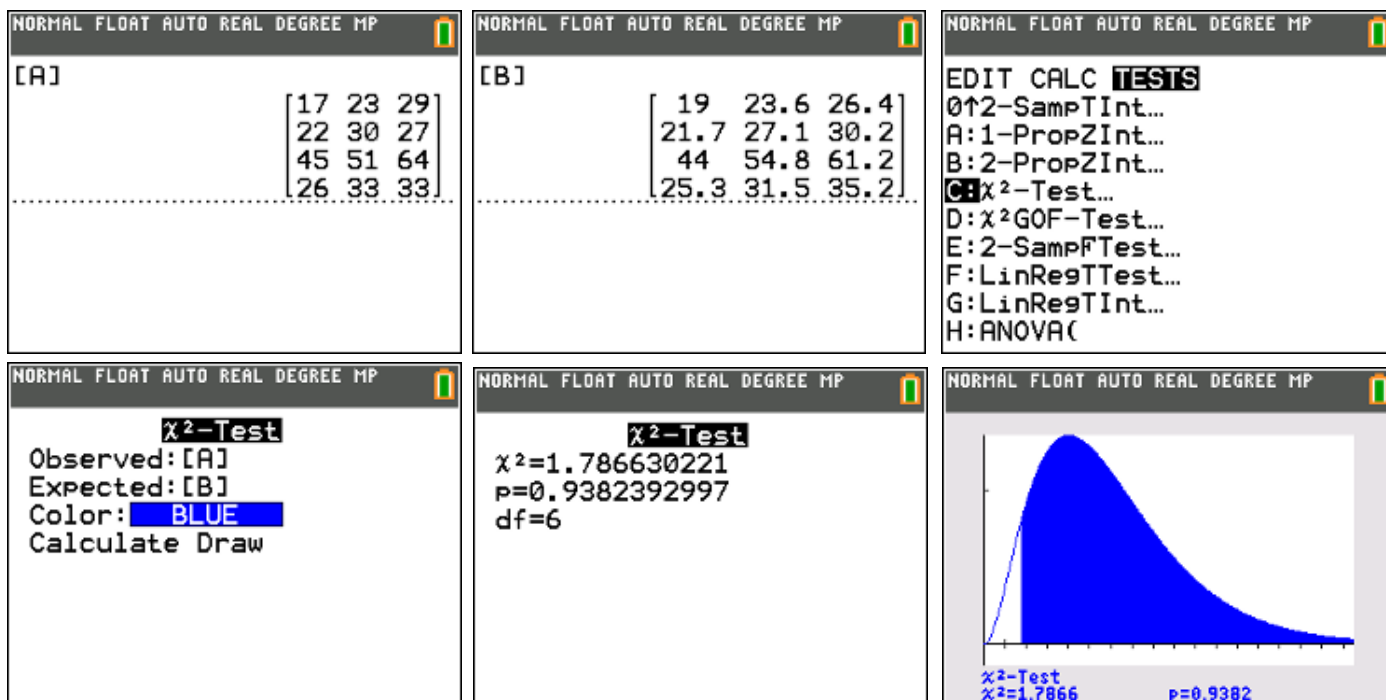 NORMAL FLOAT AUTO REAL DEGREE MP
[A]
[17 23 29]
[22 30 27]
[45 51 64]
[26 33 33]
NORMAL FLOAT AUTO REAL DEGREE MP
[B]
[19 23.6 26.4]
[21.7 27.1 30.2]
[44 54.8 61.2]
[25.3 31.5 35.2]
NORMAL FLOAT AUTO REAL DEGREE MP
EDIT CALC TESTS
0↑2-SampTInt…
A:1-PropZInt…
B:2-PropZInt…
C:χ²-Test…
D:χ²GOF-Test…
E:2-SampFTest…
F:LinRegTTest…
G:LinRegTInt…
H:ANOVA(
NORMAL FLOAT AUTO REAL DEGREE MP
χ²-Test
Observed:[A]
Expected:[B]
Color: BLUE
Calculate Draw
NORMAL FLOAT AUTO REAL DEGREE MP
χ²-Test
χ²=1.786630221
p=0.9382392997
df=6
NORMAL FLOAT AUTO REAL DEGREE MP
χ²-Test
χ²=1.7866 p=0.9382